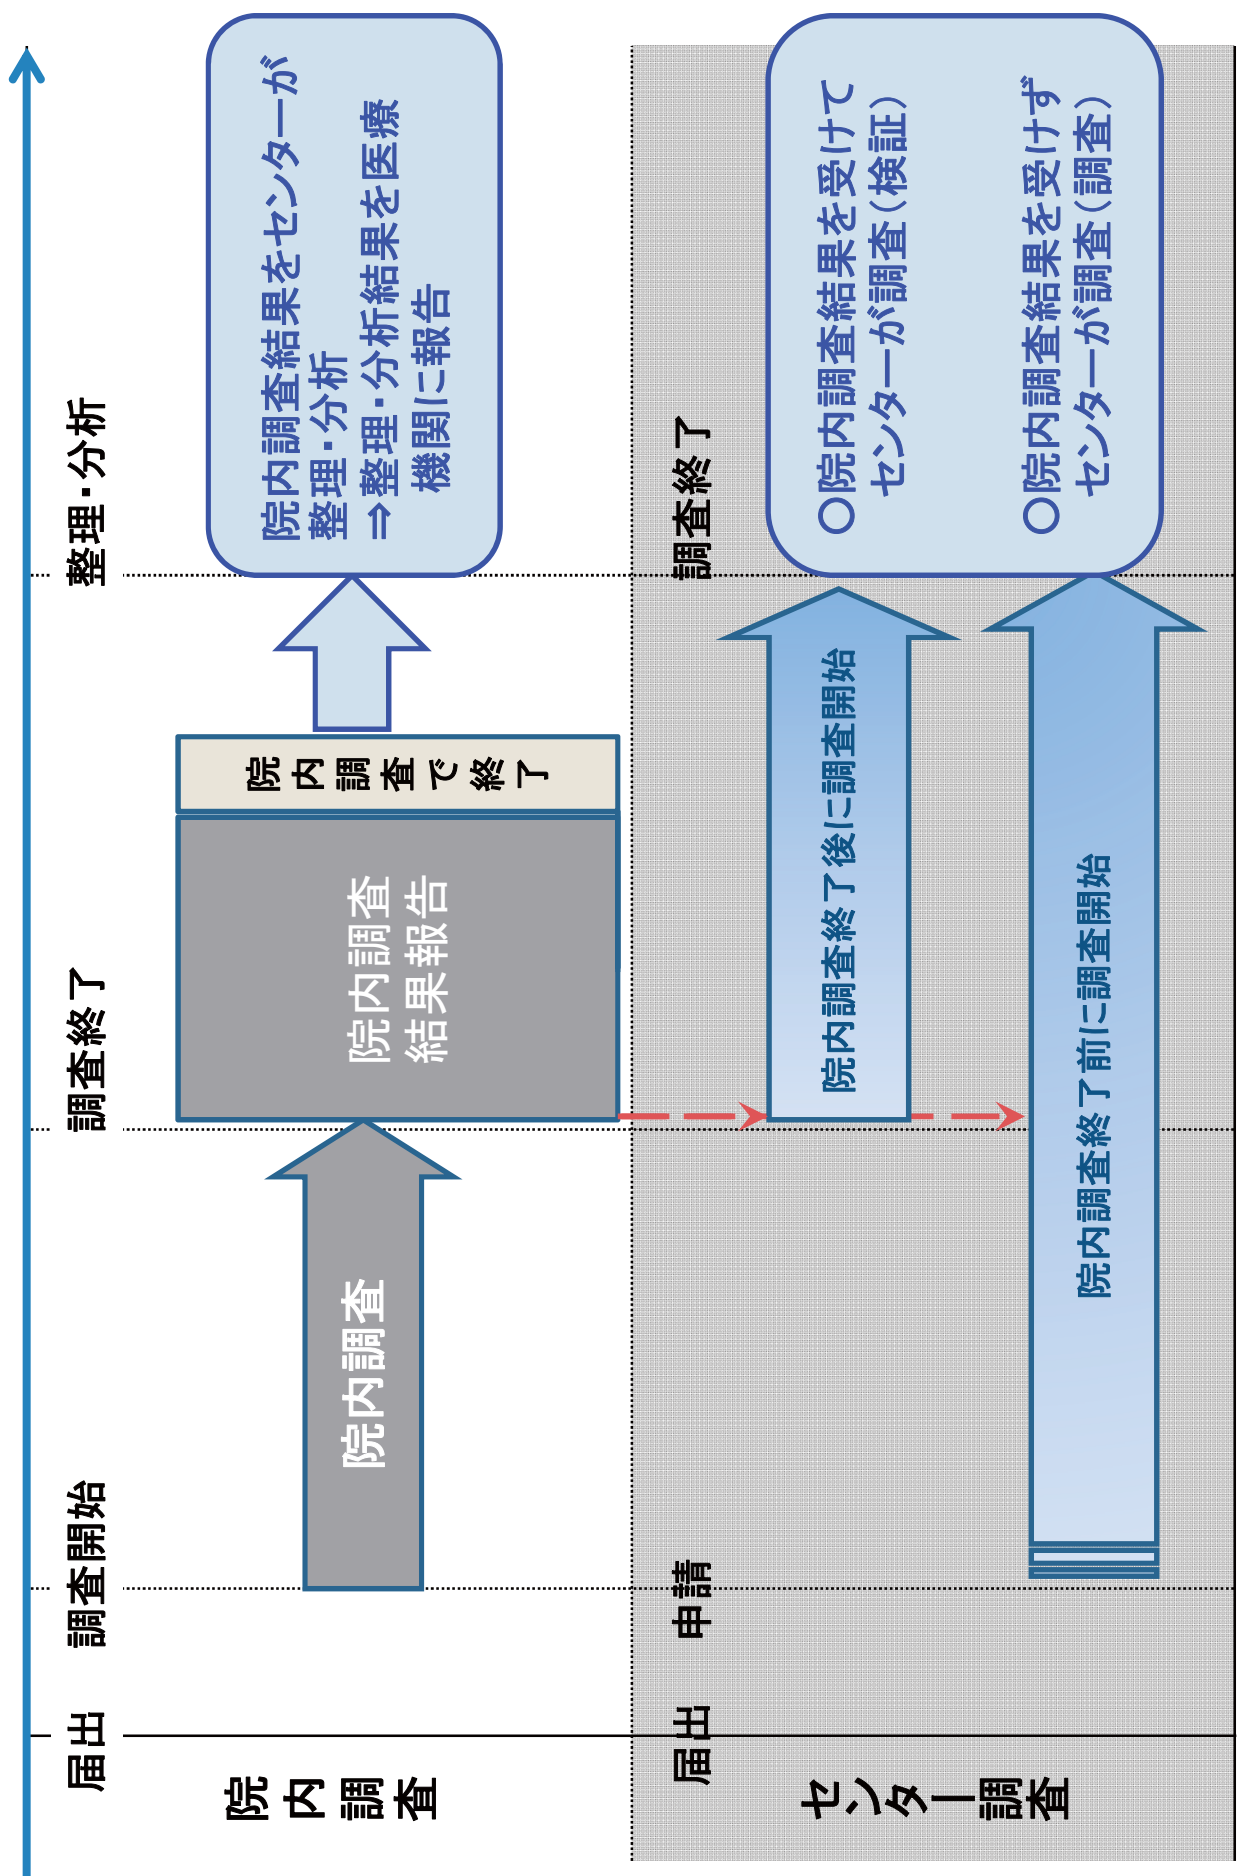 届出
調査開始
調査終了
整理・分析
院内調査
院内調査
院内調査
結果報告
院内調査で終了
院内調査結果をセンターが
整理・分析
⇒整理・分析結果を医療
機関に報告
届出
申請
調査終了
センター調査
院内調査終了後に調査開始
院内調査終了前に調査開始
○院内調査結果を受けて
センターが調査（検証）
○院内調査結果を受けず
センターが調査（調査）